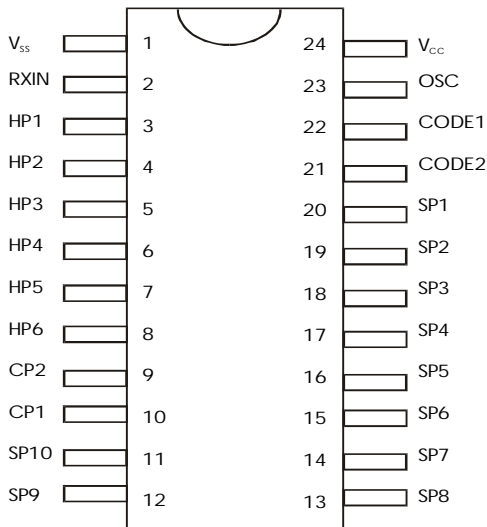 Vss 1 24 Vcc
RXIN 2 23 OSC
HP1 3 22 CODE1
HP2 4 21 CODE2
HP3 5 20 SP1
HP4 6 19 SP2
HP5 7 18 SP3
HP6 8 17 SP4
CP2 9 16 SP5
CP1 10 15 SP6
SP10 11 14 SP7
SP9 12 13 SP8